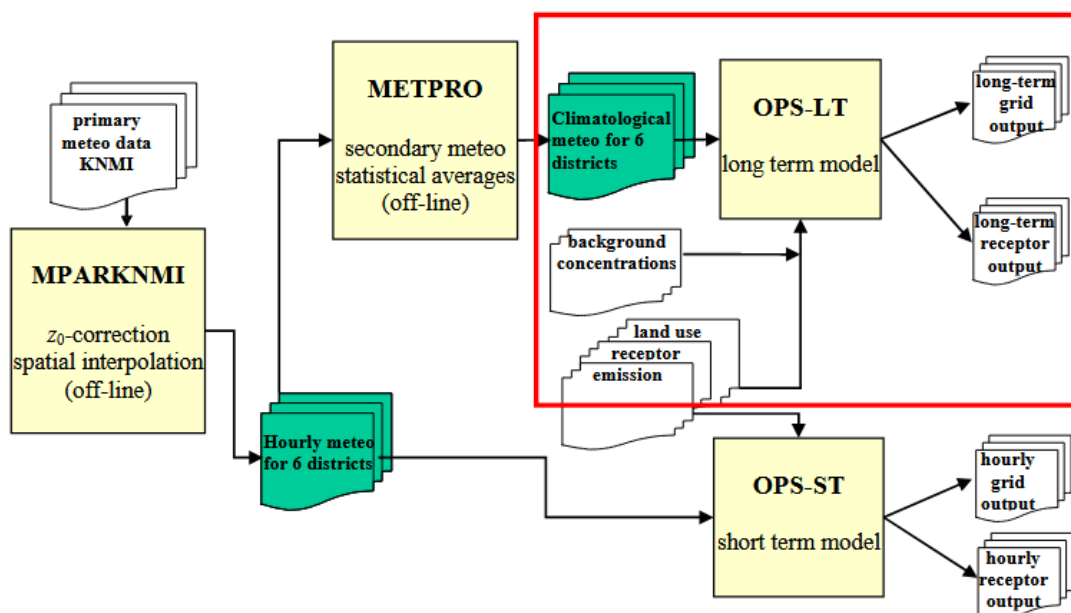 primary
meteo data
KNMI
MPARKNMI
z0-correction
spatial interpolation
(off-line)
Hourly meteo
for 6 districts
METPRO
secondary meteo
statistical averages
(off-line)
Climatological
meteo for 6
districts
background
concentrations
land use
receptor
emission
OPS-LT
long term model
long-term
grid
output
long-term
receptor
output
OPS-ST
short term model
hourly
grid
output
hourly
receptor
output